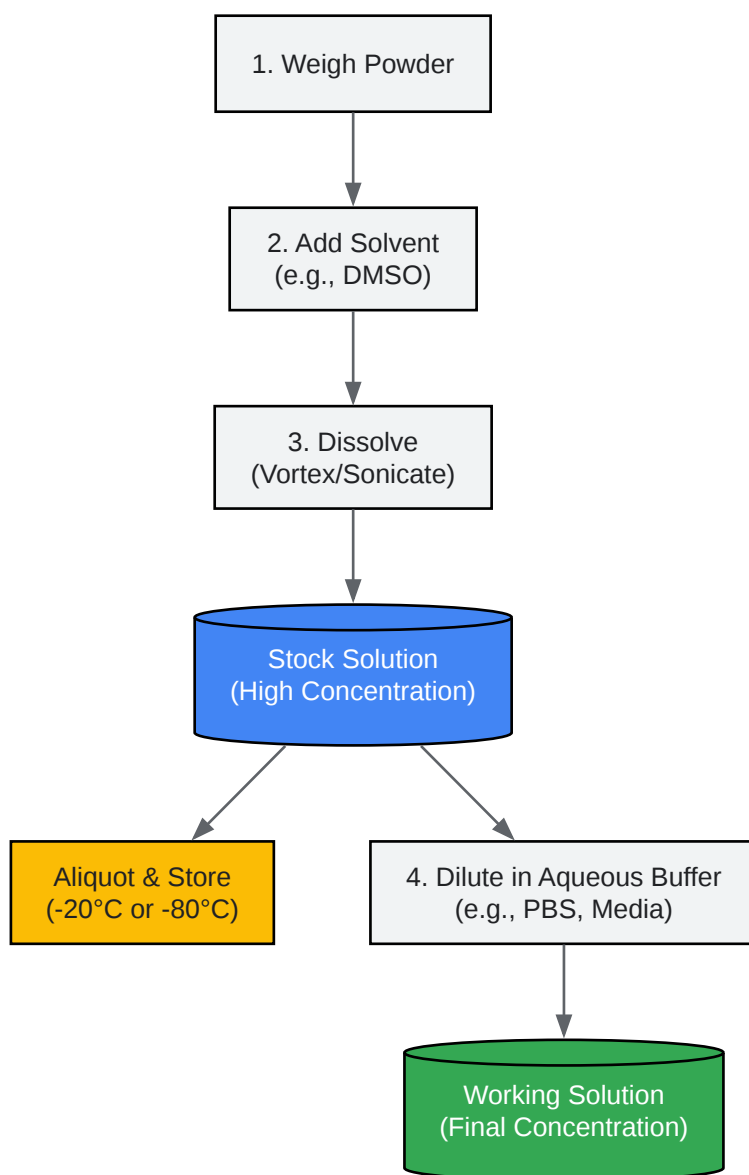 1. Weigh Powder
2. Add Solvent
(e.g., DMSO)
3. Dissolve
(Vortex/Sonicate)
Stock Solution
(High Concentration)
Aliquot & Store
(-20°C or -80°C)
4. Dilute in Aqueous Buffer
(e.g., PBS, Media)
Working Solution
(Final Concentration)